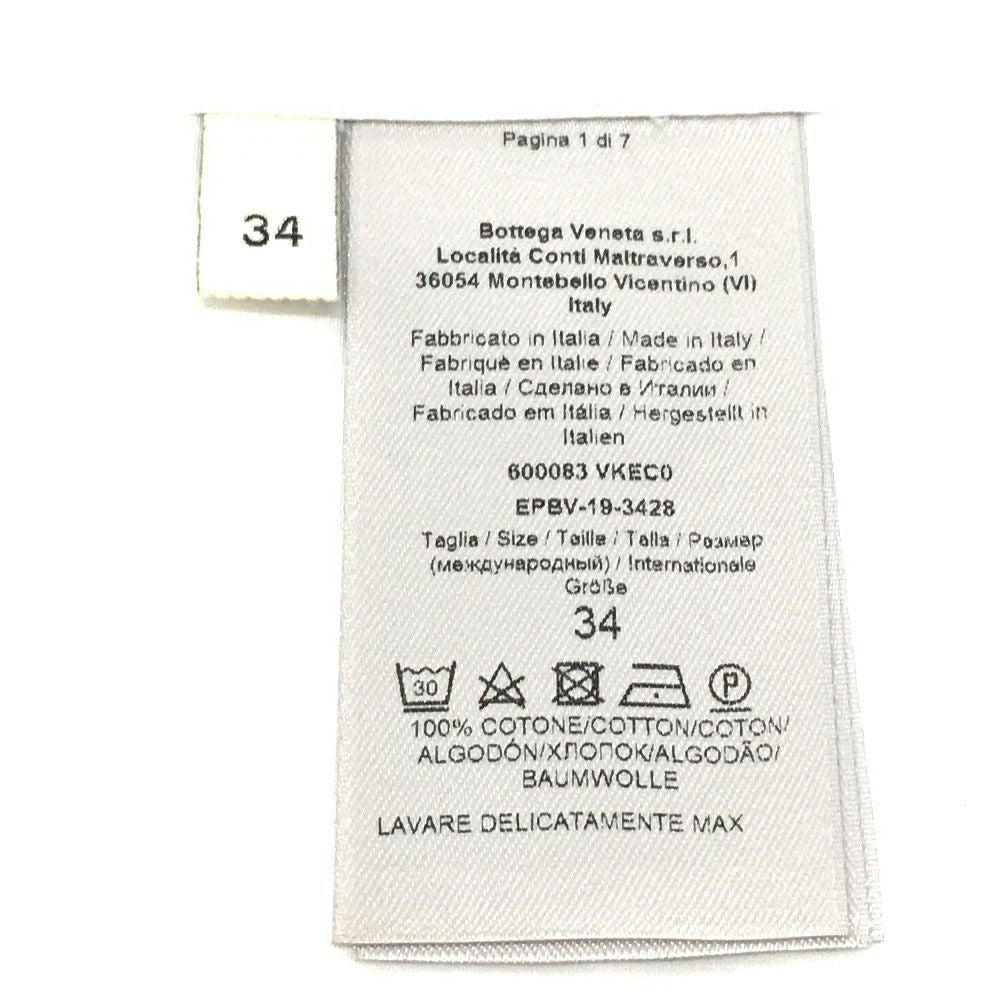 34
Pagina 1 di 7
Bottega Veneta s.r.l.
Località Conti Maltraverso,1
36054 Montebello Vicentino (VI)
Italy
Fabbricato in Italia / Made in Italy /
Fabriquè en Italie / Fabricado en
Italia / Сделано в Италии /
Fabricado em Itália / Hergestellt in
Italien
600083 VKEC0
EPBV-19-3428
Taglia / Size / Taille / Talla / Размер
(международный) / Internationale
Größe
34
30 P
100% COTONE/COTTON/COTON/
ALGODÓN/ХЛОПОК/ALGODÃO/
BAUMWOLLE
LAVARE DELICATAMENTE MAX